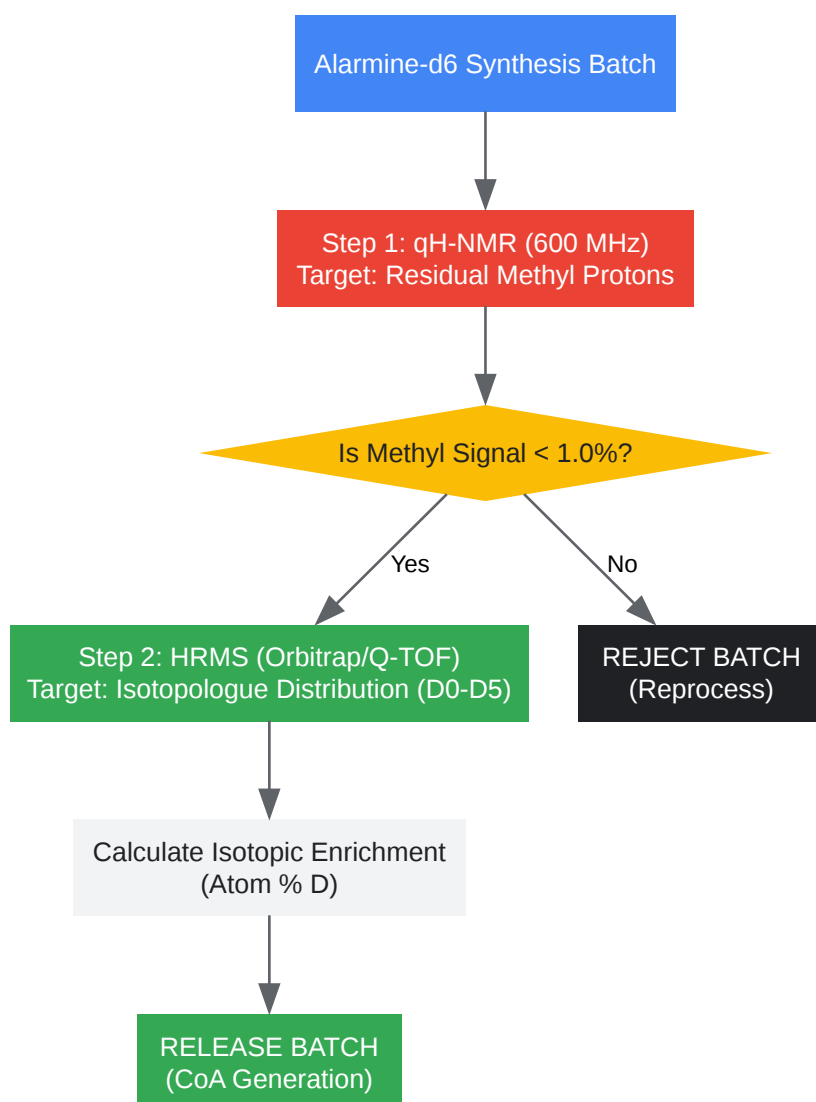 Alarmine-d6 Synthesis Batch
Step 1: qH-NMR (600 MHz)
Target: Residual Methyl Protons
Is Methyl Signal < 1.0%?
Yes
No
Step 2: HRMS (Orbitrap/Q-TOF)
Target: Isotopologue Distribution (D0-D5)
REJECT BATCH
(Reprocess)
Calculate Isotopic Enrichment
(Atom % D)
RELEASE BATCH
(CoA Generation)